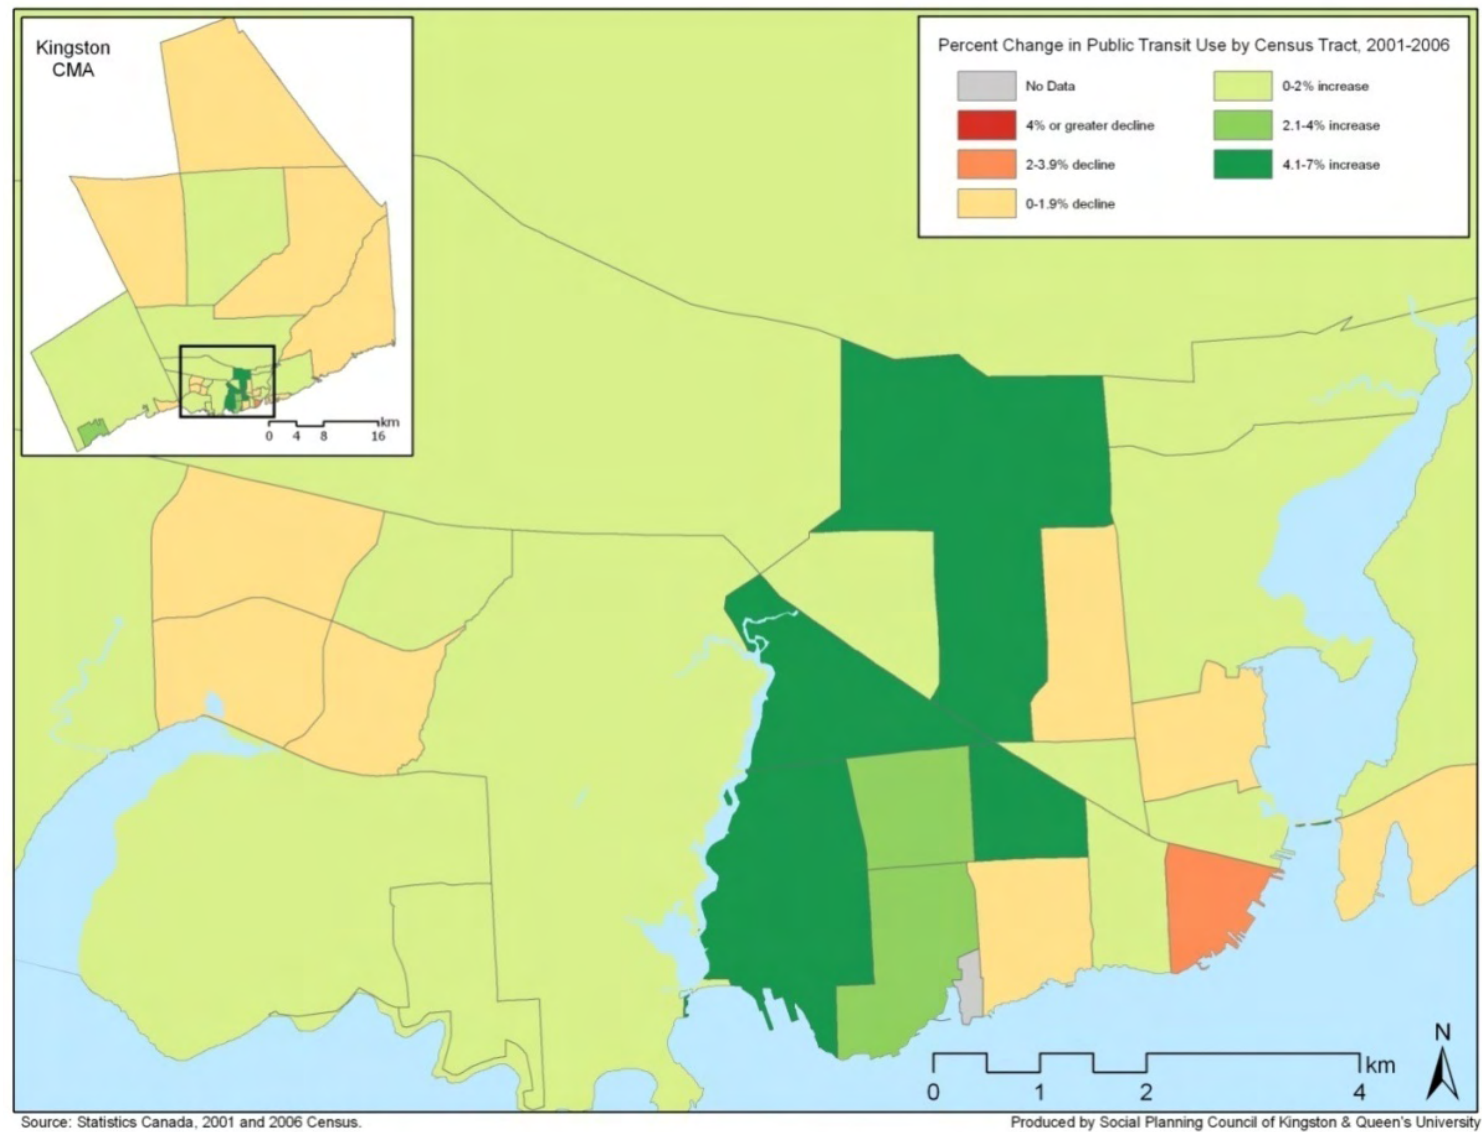 Kingston
CMA
km
0 4 8 16
Percent Change in Public Transit Use by Census Tract, 2001-2006
No Data
4% or greater decline
2-3.9% decline
0-1.9% decline
0-2% increase
2.1-4% increase
4.1-7% increase
N
km
0 1 2 4
Source: Statistics Canada, 2001 and 2006 Census.
Produced by Social Planning Council of Kingston & Queen's University